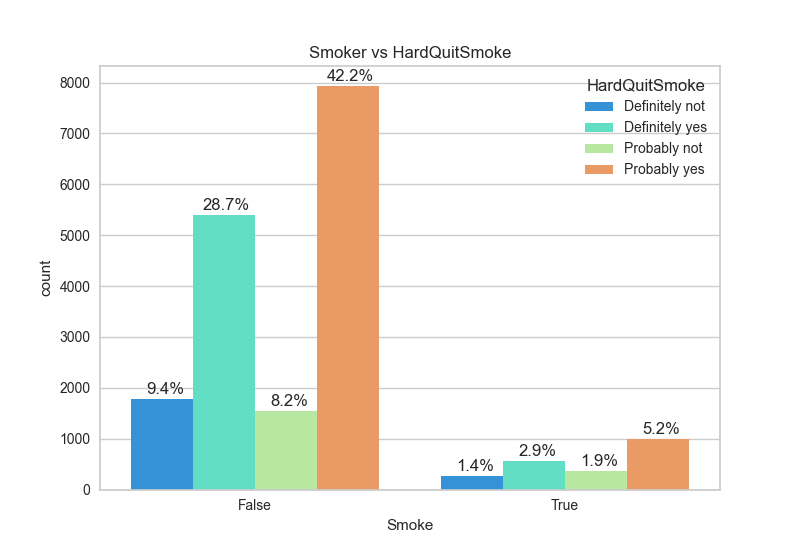 Smoker vs HardQuitSmoke
42.2%
HardQuitSmoke
Definitely not
Definitely yes
Probably not
Probably yes
8000
7000
6000
5000
4000
3000
2000
1000
0
count
28.7%
9.4%
8.2%
5.2%
2.9%
1.9%
1.4%
False
True
Smoke